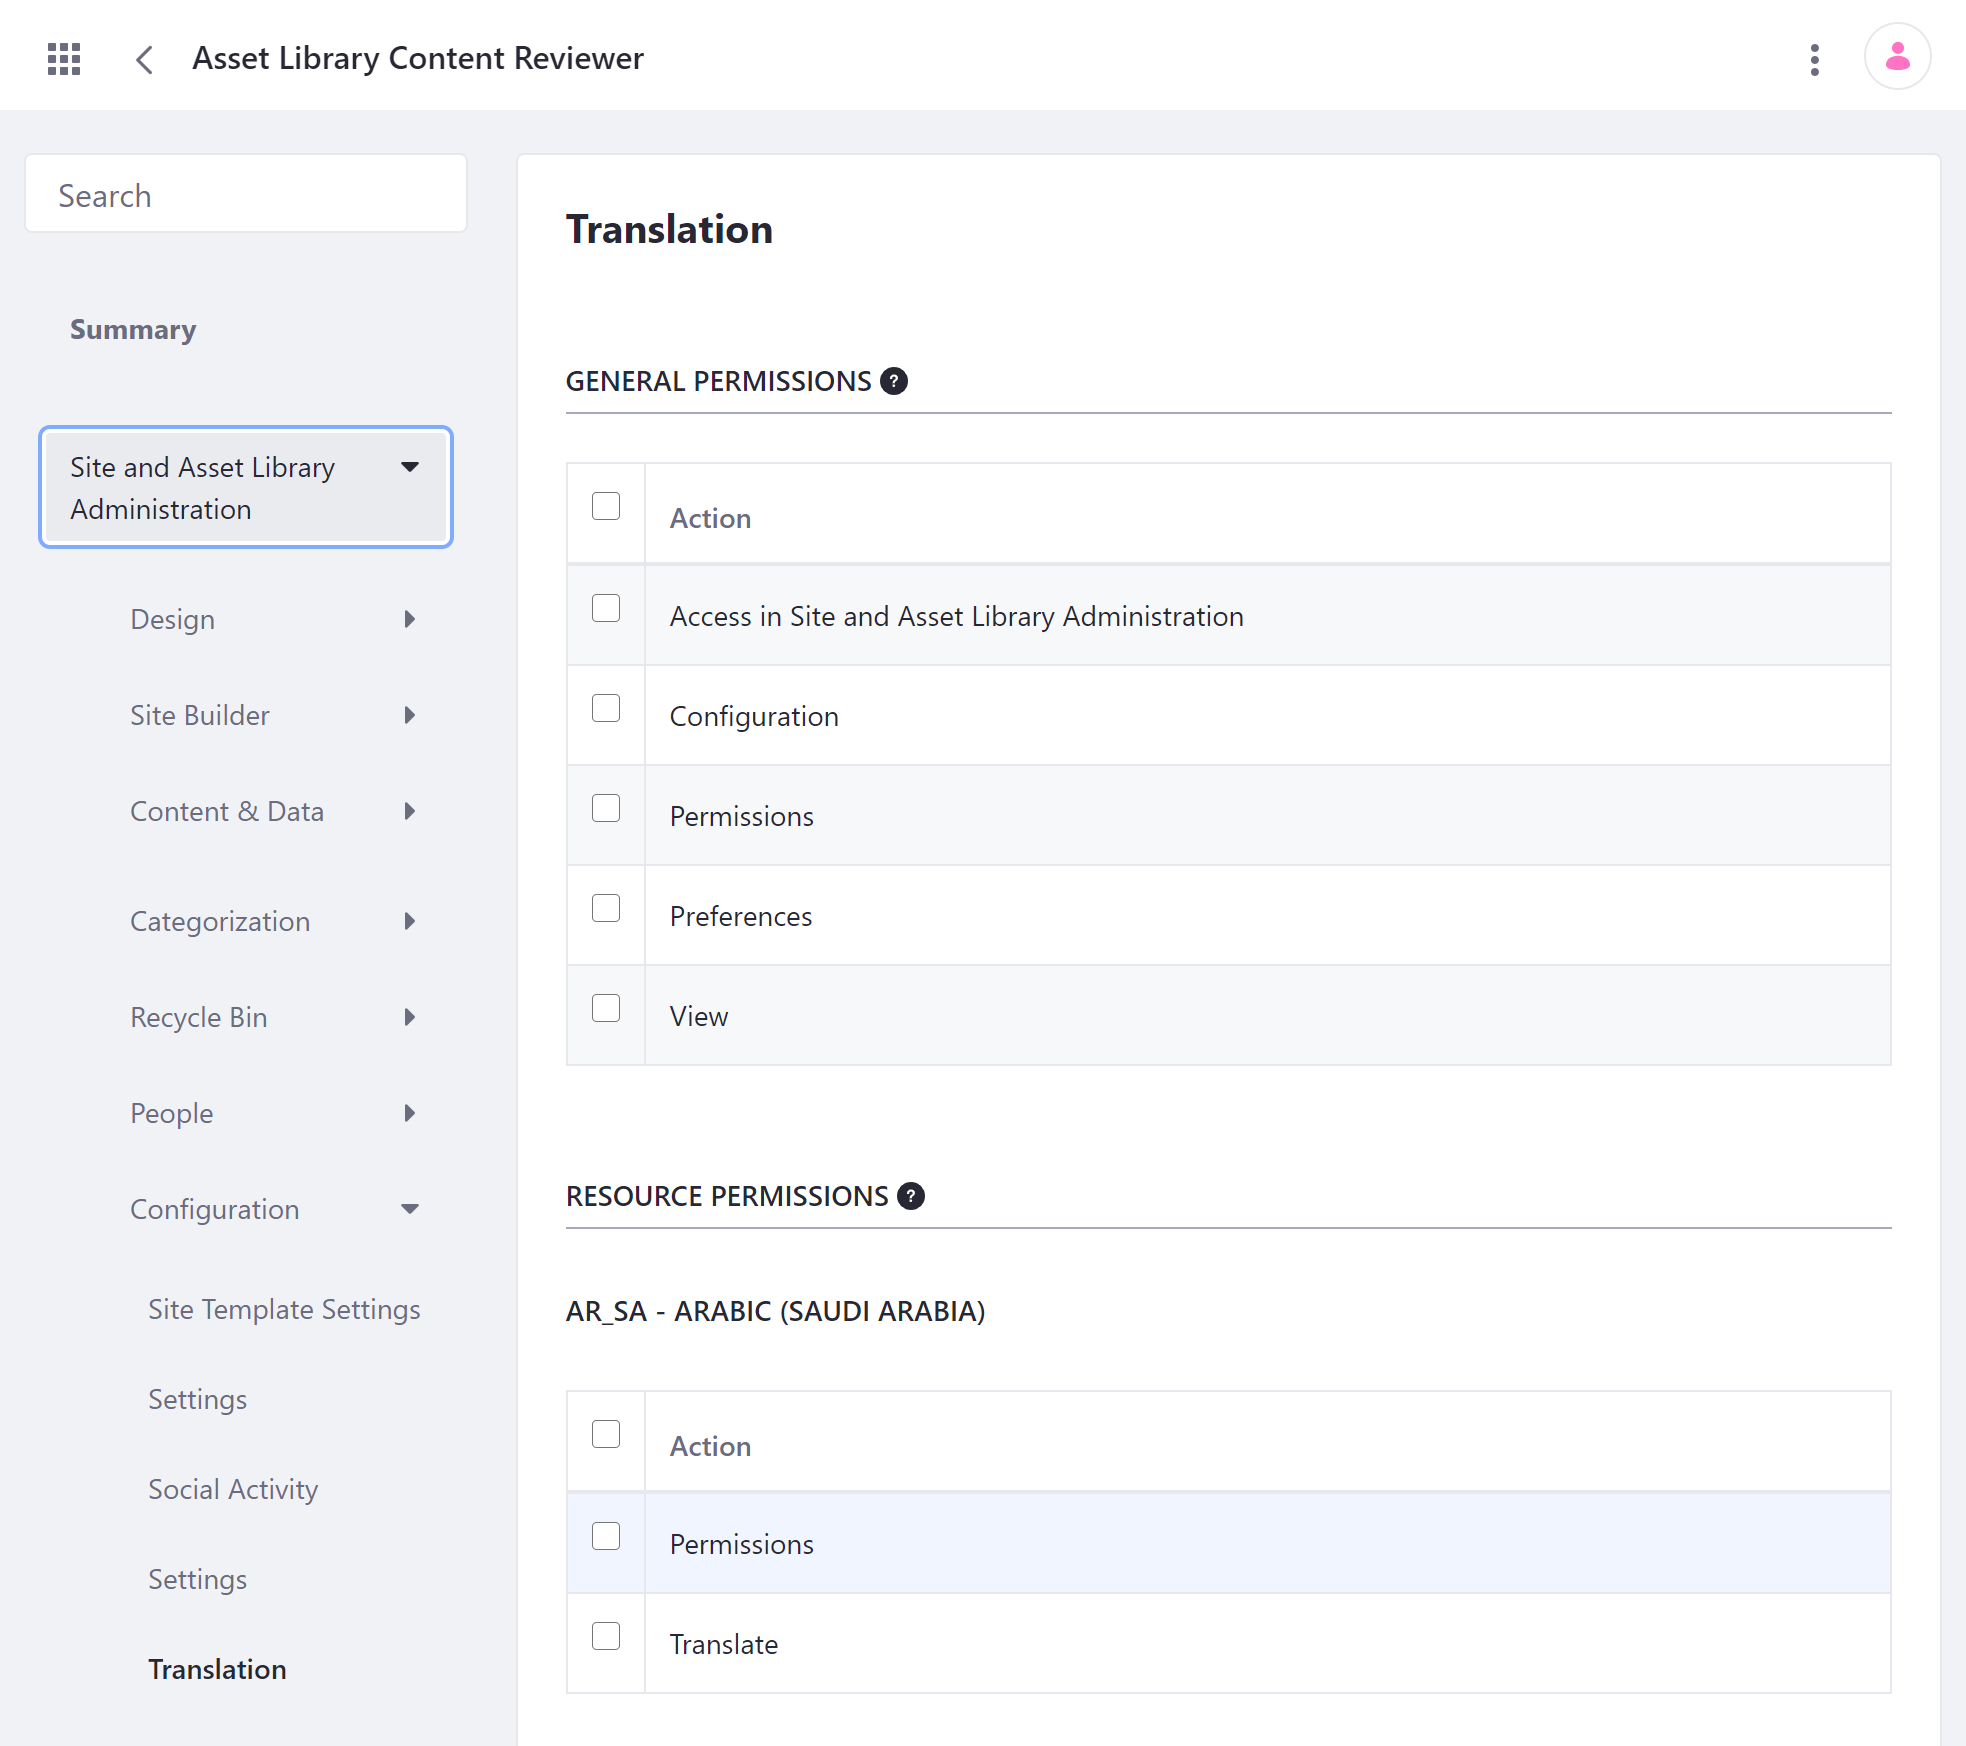 Asset Library Content Reviewer
Search
Summary
Site and Asset Library
Administration
Design
Site Builder
Content & Data
Categorization
Recycle Bin
People
Configuration
Site Template Settings
Settings
Social Activity
Settings
Translation
Translation
GENERAL PERMISSIONS ?
Action
Access in Site and Asset Library Administration
Configuration
Permissions
Preferences
View
RESOURCE PERMISSIONS ?
AR_SA - ARABIC (SAUDI ARABIA)
Action
Permissions
Translate